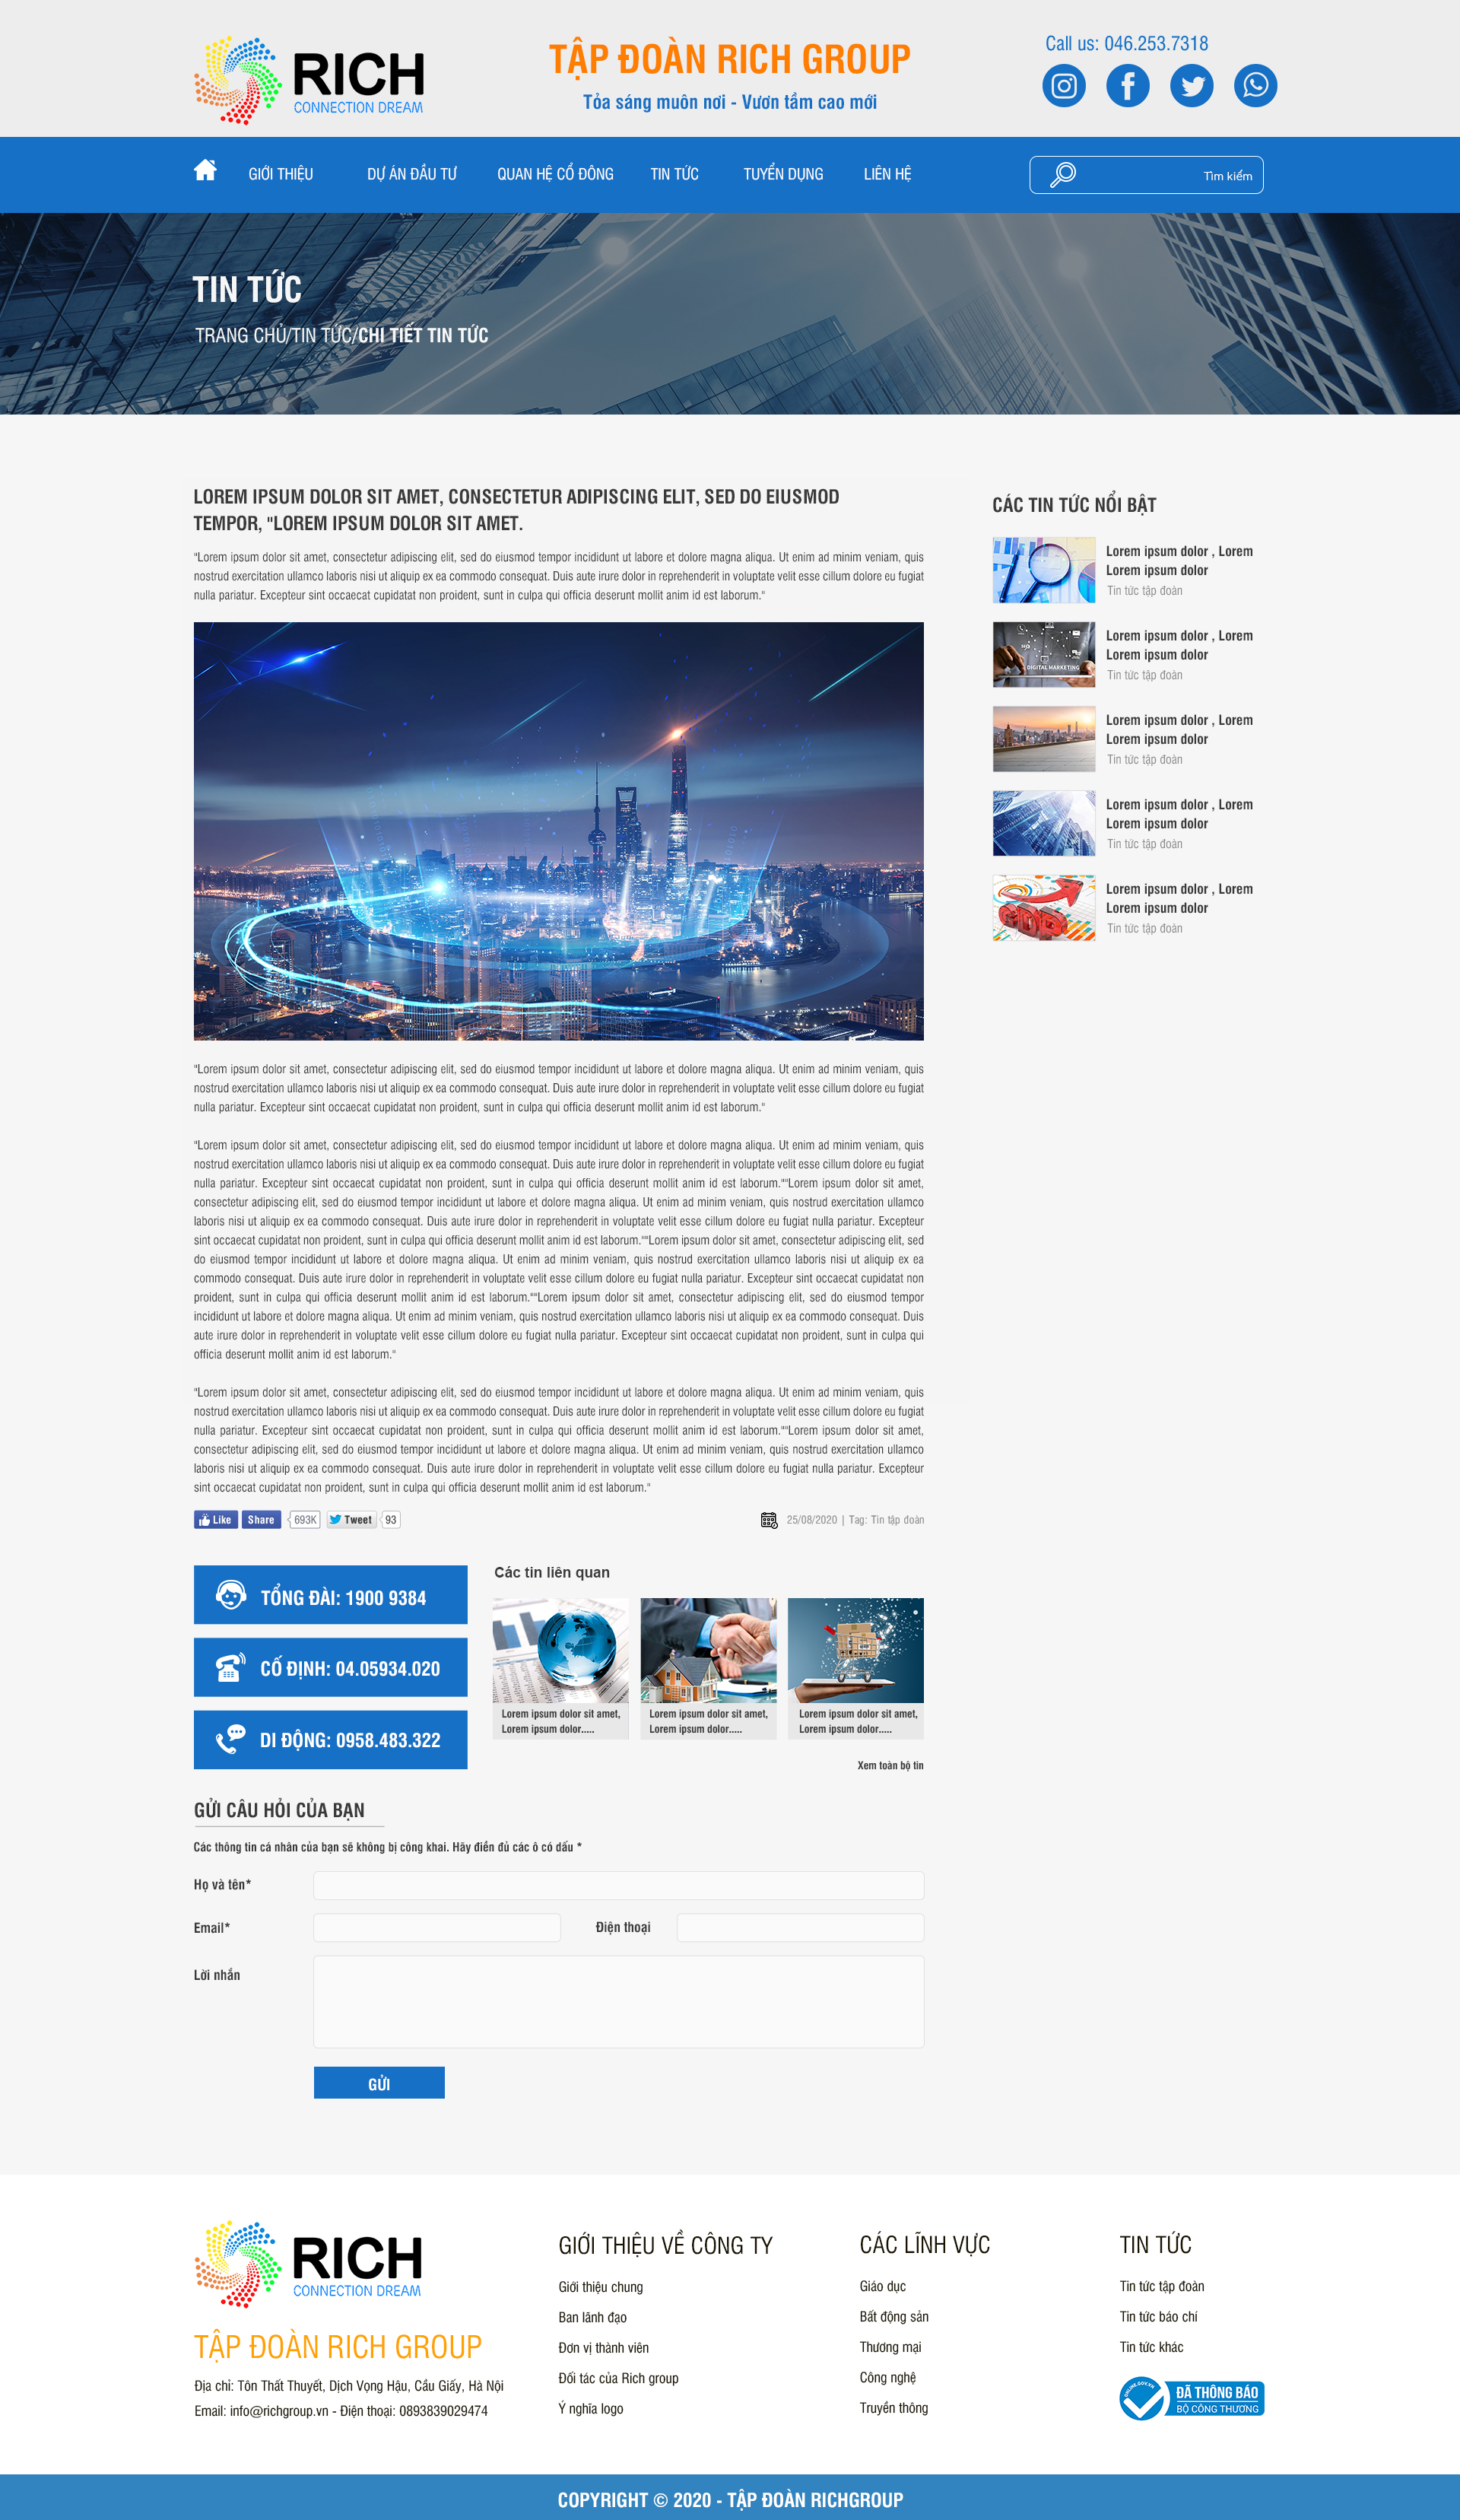 RICH
CONNECTION DREAM
TẬP ĐOÀN RICH GROUP
Tỏa sáng muôn nơi - Vươn tầm cao mới
Call us: 046.253.7318
GIỚI THIỆU
DỰ ÁN ĐẦU TƯ
QUAN HỆ CỔ ĐÔNG
TIN TỨC
TUYỂN DỤNG
LIÊN HỆ
Tìm kiếm
TIN TỨC
TRANG CHỦ/TIN TỨC/CHI TIẾT TIN TỨC
LOREM IPSUM DOLOR SIT AMET, CONSECTETUR ADIPISCING ELIT, SED DO EIUSMOD
TEMPOR, "LOREM IPSUM DOLOR SIT AMET.
"Lorem ipsum dolor sit amet, consectetur adipiscing elit, sed do eiusmod tempor incididunt ut labore et dolore magna aliqua. Ut enim ad minim veniam, quis
nostrud exercitation ullamco laboris nisi ut aliquip ex ea commodo consequat. Duis aute irure dolor in reprehenderit in voluptate velit esse cillum dolore eu fugiat
nulla pariatur. Excepteur sint occaecat cupidatat non proident, sunt in culpa qui officia deserunt mollit anim id est laborum."
"Lorem ipsum dolor sit amet, consectetur adipiscing elit, sed do eiusmod tempor incididunt ut labore et dolore magna aliqua. Ut enim ad minim veniam, quis
nostrud exercitation ullamco laboris nisi ut aliquip ex ea commodo consequat. Duis aute irure dolor in reprehenderit in voluptate velit esse cillum dolore eu fugiat
nulla pariatur. Excepteur sint occaecat cupidatat non proident, sunt in culpa qui officia deserunt mollit anim id est laborum."
"Lorem ipsum dolor sit amet, consectetur adipiscing elit, sed do eiusmod tempor incididunt ut labore et dolore magna aliqua. Ut enim ad minim veniam, quis
nostrud exercitation ullamco laboris nisi ut aliquip ex ea commodo consequat. Duis aute irure dolor in reprehenderit in voluptate velit esse cillum dolore eu fugiat
nulla pariatur. Excepteur sint occaecat cupidatat non proident, sunt in culpa qui officia deserunt mollit anim id est laborum.""Lorem ipsum dolor sit amet,
consectetur adipiscing elit, sed do eiusmod tempor incididunt ut labore et dolore magna aliqua. Ut enim ad minim veniam, quis nostrud exercitation ullamco
laboris nisi ut aliquip ex ea commodo consequat. Duis aute irure dolor in reprehenderit in voluptate velit esse cillum dolore eu fugiat nulla pariatur. Excepteur
sint occaecat cupidatat non proident, sunt in culpa qui officia deserunt mollit anim id est laborum.""Lorem ipsum dolor sit amet, consectetur adipiscing elit, sed
do eiusmod tempor incididunt ut labore et dolore magna aliqua. Ut enim ad minim veniam, quis nostrud exercitation ullamco laboris nisi ut aliquip ex ea
commodo consequat. Duis aute irure dolor in reprehenderit in voluptate velit esse cillum dolore eu fugiat nulla pariatur. Excepteur sint occaecat cupidatat non
proident, sunt in culpa qui officia deserunt mollit anim id est laborum.""Lorem ipsum dolor sit amet, consectetur adipiscing elit, sed do eiusmod tempor
incididunt ut labore et dolore magna aliqua. Ut enim ad minim veniam, quis nostrud exercitation ullamco laboris nisi ut aliquip ex ea commodo consequat. Duis
aute irure dolor in reprehenderit in voluptate velit esse cillum dolore eu fugiat nulla pariatur. Excepteur sint occaecat cupidatat non proident, sunt in culpa qui
officia deserunt mollit anim id est laborum."
"Lorem ipsum dolor sit amet, consectetur adipiscing elit, sed do eiusmod tempor incididunt ut labore et dolore magna aliqua. Ut enim ad minim veniam, quis
nostrud exercitation ullamco laboris nisi ut aliquip ex ea commodo consequat. Duis aute irure dolor in reprehenderit in voluptate velit esse cillum dolore eu fugiat
nulla pariatur. Excepteur sint occaecat cupidatat non proident, sunt in culpa qui officia deserunt mollit anim id est laborum.""Lorem ipsum dolor sit amet,
consectetur adipiscing elit, sed do eiusmod tempor incididunt ut labore et dolore magna aliqua. Ut enim ad minim veniam, quis nostrud exercitation ullamco
laboris nisi ut aliquip ex ea commodo consequat. Duis aute irure dolor in reprehenderit in voluptate velit esse cillum dolore eu fugiat nulla pariatur. Excepteur
sint occaecat cupidatat non proident, sunt in culpa qui officia deserunt mollit anim id est laborum."
Like Share 693K Tweet 93
25/08/2020 | Tag: Tin tập đoàn
CÁC TIN TỨC NỔI BẬT
Lorem ipsum dolor , Lorem
Lorem ipsum dolor
Tin tức tập đoàn
DIGITAL MARKETING
Lorem ipsum dolor , Lorem
Lorem ipsum dolor
Tin tức tập đoàn
Lorem ipsum dolor , Lorem
Lorem ipsum dolor
Tin tức tập đoàn
Lorem ipsum dolor , Lorem
Lorem ipsum dolor
Tin tức tập đoàn
GDP
Lorem ipsum dolor , Lorem
Lorem ipsum dolor
Tin tức tập đoàn
TỔNG ĐÀI: 1900 9384
CỐ ĐỊNH: 04.05934.020
DI ĐỘNG: 0958.483.322
Các tin liên quan
Lorem ipsum dolor sit amet,
Lorem ipsum dolor.....
Lorem ipsum dolor sit amet,
Lorem ipsum dolor.....
Lorem ipsum dolor sit amet,
Lorem ipsum dolor.....
Xem toàn bộ tin
GỬI CÂU HỎI CỦA BẠN
Các thông tin cá nhân của bạn sẽ không bị công khai. Hãy điền đủ các ô có dấu *
Họ và tên*
Email*
Điện thoại
Lời nhắn
GỬI
RICH
CONNECTION DREAM
TẬP ĐOÀN RICH GROUP
Địa chỉ: Tôn Thất Thuyết, Dịch Vọng Hậu, Cầu Giấy, Hà Nội
Email: info@richgroup.vn - Điện thoại: 0893839029474
GIỚI THIỆU VỀ CÔNG TY
Giới thiệu chung
Ban lãnh đạo
Đơn vị thành viên
Đối tác của Rich group
Ý nghĩa logo
CÁC LĨNH VỰC
Giáo dục
Bất động sản
Thương mại
Công nghệ
Truyền thông
TIN TỨC
Tin tức tập đoàn
Tin tức báo chí
Tin tức khác
ONLINE.GOV.VN
ĐÃ THÔNG BÁO
BỘ CÔNG THƯƠNG
COPYRIGHT © 2020 - TẬP ĐOÀN RICHGROUP